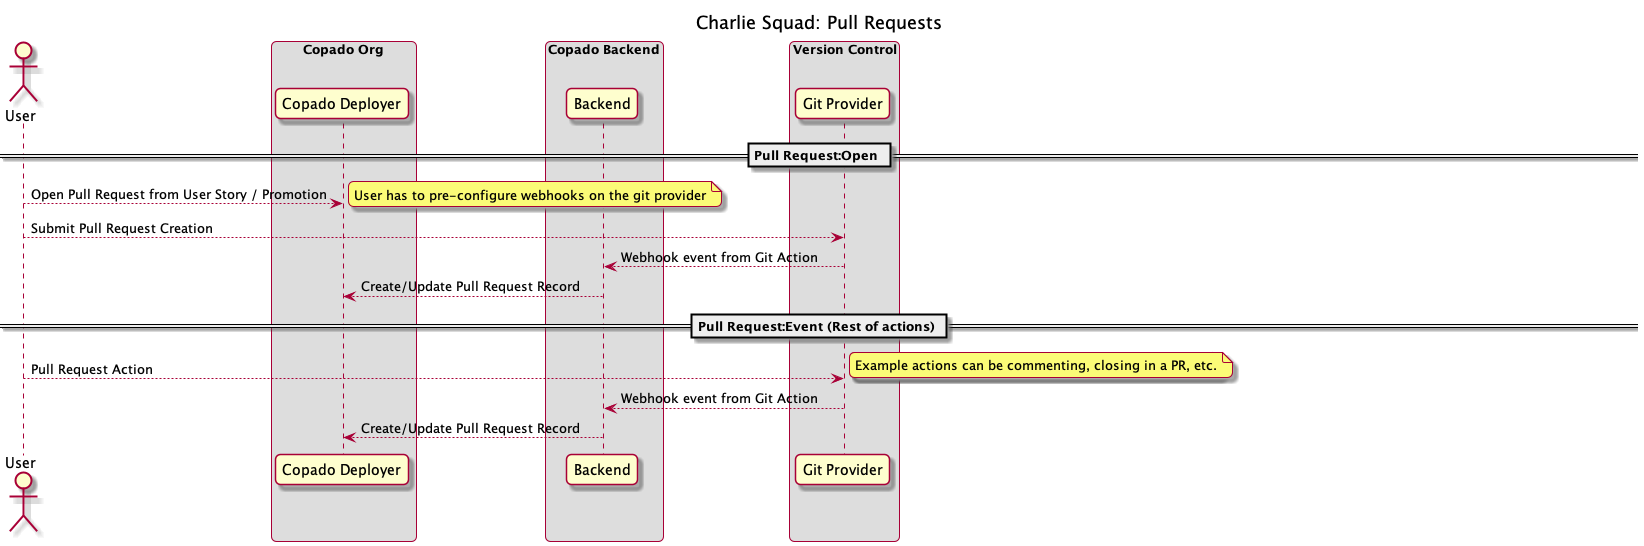 Charlie Squad: Pull Requests
Copado Org
Copado Backend
Version Control
User
Copado Deployer
Backend
Git Provider
Pull Request:Open
Open Pull Request from User Story / Promotion
User has to pre-configure webhooks on the git provider
Submit Pull Request Creation
Webhook event from Git Action
Create/Update Pull Request Record
Pull Request:Event (Rest of actions)
Pull Request Action
Example actions can be commenting, closing in a PR, etc.
Webhook event from Git Action
Create/Update Pull Request Record
User
Copado Deployer
Backend
Git Provider